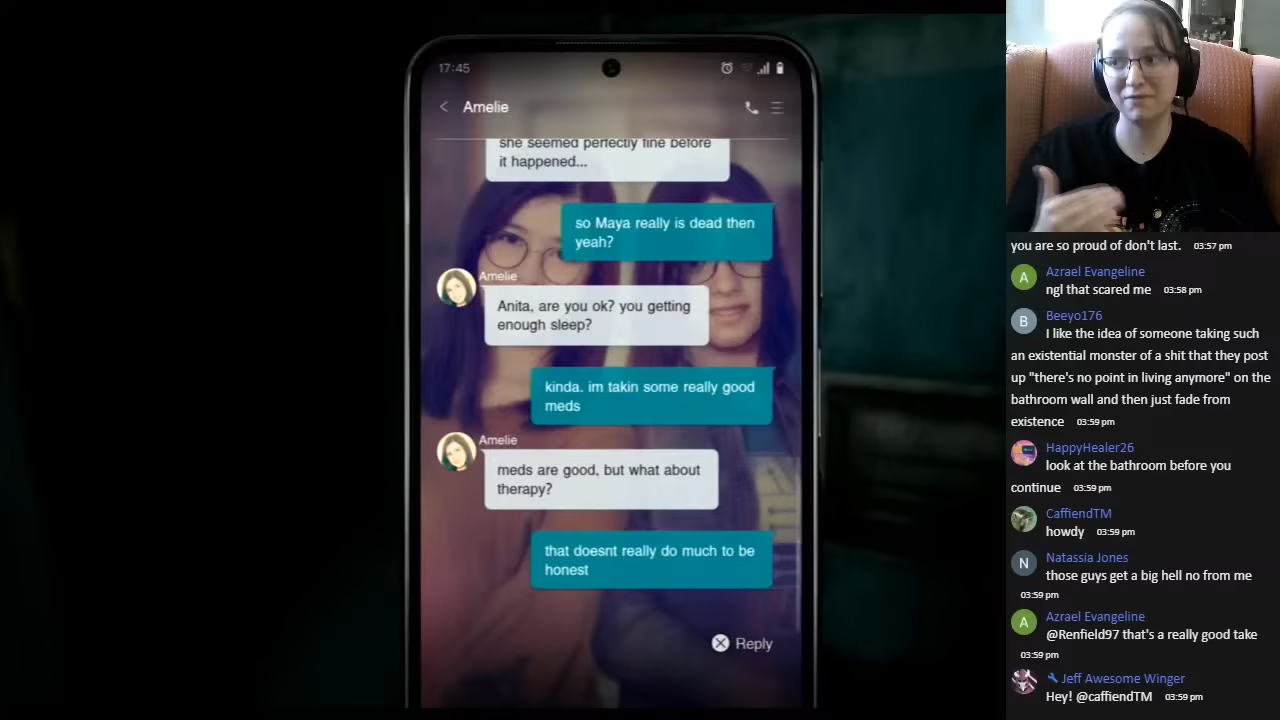 17:45
Amelie
she seemed perfectly fine before
it happened...
so Maya really is dead then
yeah?
Amelie
Anita, are you ok? you getting
enough sleep?
kinda. im takin some really good
meds
Amelie
meds are good, but what about
therapy?
that doesnt really do much to be
honest
Reply
you are so proud of don't last. 03:57 pm
A Azrael Evangeline
ngl that scared me 03:58 pm
B Beeyo176
I like the idea of someone taking such
an existential monster of a shit that they post
up "there's no point in living anymore" on the
bathroom wall and then just fade from
existence 03:59 pm
HappyHealer26
look at the bathroom before you
continue 03:59 pm
CaffiendTM
howdy 03:59 pm
N Natassia Jones
those guys get a big hell no from me
03:59 pm
A Azrael Evangeline
@Renfield97 that's a really good take
03:59 pm
Jeff Awesome Winger
Hey! @caffiendTM 03:59 pm